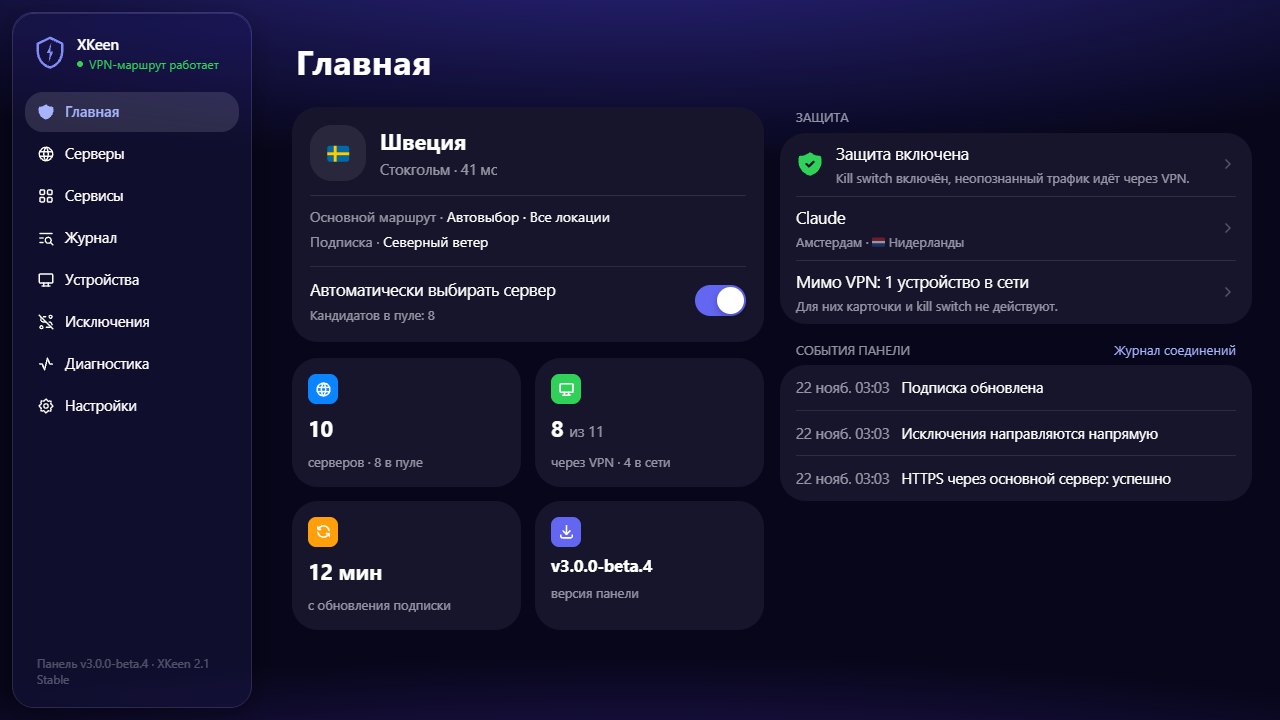 XKeen
VPN-маршрут работает
Главная
Серверы
Сервисы
Журнал
Устройства
Исключения
Диагностика
Настройки
Панель v3.0.0-beta.4 · XKeen 2.1
Stable
Главная
Швеция
Стокгольм · 41 мс
Основной маршрут · Автовыбор · Все локации
Подписка · Северный ветер
Автоматически выбирать сервер
Кандидатов в пуле: 8
10
серверов · 8 в пуле
8 из 11
через VPN · 4 в сети
12 мин
с обновления подписки
v3.0.0-beta.4
версия панели
ЗАЩИТА
Защита включена
Kill switch включён, неопознанный трафик идёт через VPN.
Claude
Амстердам · Нидерланды
Мимо VPN: 1 устройство в сети
Для них карточки и kill switch не действуют.
СОБЫТИЯ ПАНЕЛИ
Журнал соединений
22 нояб. 03:03 Подписка обновлена
22 нояб. 03:03 Исключения направляются напрямую
22 нояб. 03:03 HTTPS через основной сервер: успешно